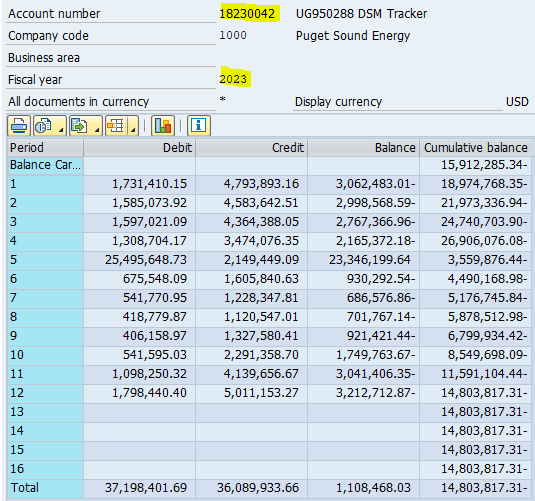 Account number 18230042 UG950288 DSM Tracker
Company code 1000 Puget Sound Energy
Business area
Fiscal year 2023
All documents in currency * Display currency USD
Period Debit Credit Balance Cumulative balance
Balance Car... 15,912,285.34-
1 1,731,410.15 4,793,893.16 3,062,483.01- 18,974,768.35-
2 1,585,073.92 4,583,642.51 2,998,568.59- 21,973,336.94-
3 1,597,021.09 4,364,388.05 2,767,366.96- 24,740,703.90-
4 1,308,704.17 3,474,076.35 2,165,372.18- 26,906,076.08-
5 25,495,648.73 2,149,449.09 23,346,199.64 3,559,876.44-
6 675,548.09 1,605,840.63 930,292.54- 4,490,168.98-
7 541,770.95 1,228,347.81 686,576.86- 5,176,745.84-
8 418,779.87 1,120,547.01 701,767.14- 5,878,512.98-
9 406,158.97 1,327,580.41 921,421.44- 6,799,934.42-
10 541,595.03 2,291,358.70 1,749,763.67- 8,549,698.09-
11 1,098,250.32 4,139,656.67 3,041,406.35- 11,591,104.44-
12 1,798,440.40 5,011,153.27 3,212,712.87- 14,803,817.31-
13 14,803,817.31-
14 14,803,817.31-
15 14,803,817.31-
16 14,803,817.31-
Total 37,198,401.69 36,089,933.66 1,108,468.03 14,803,817.31-